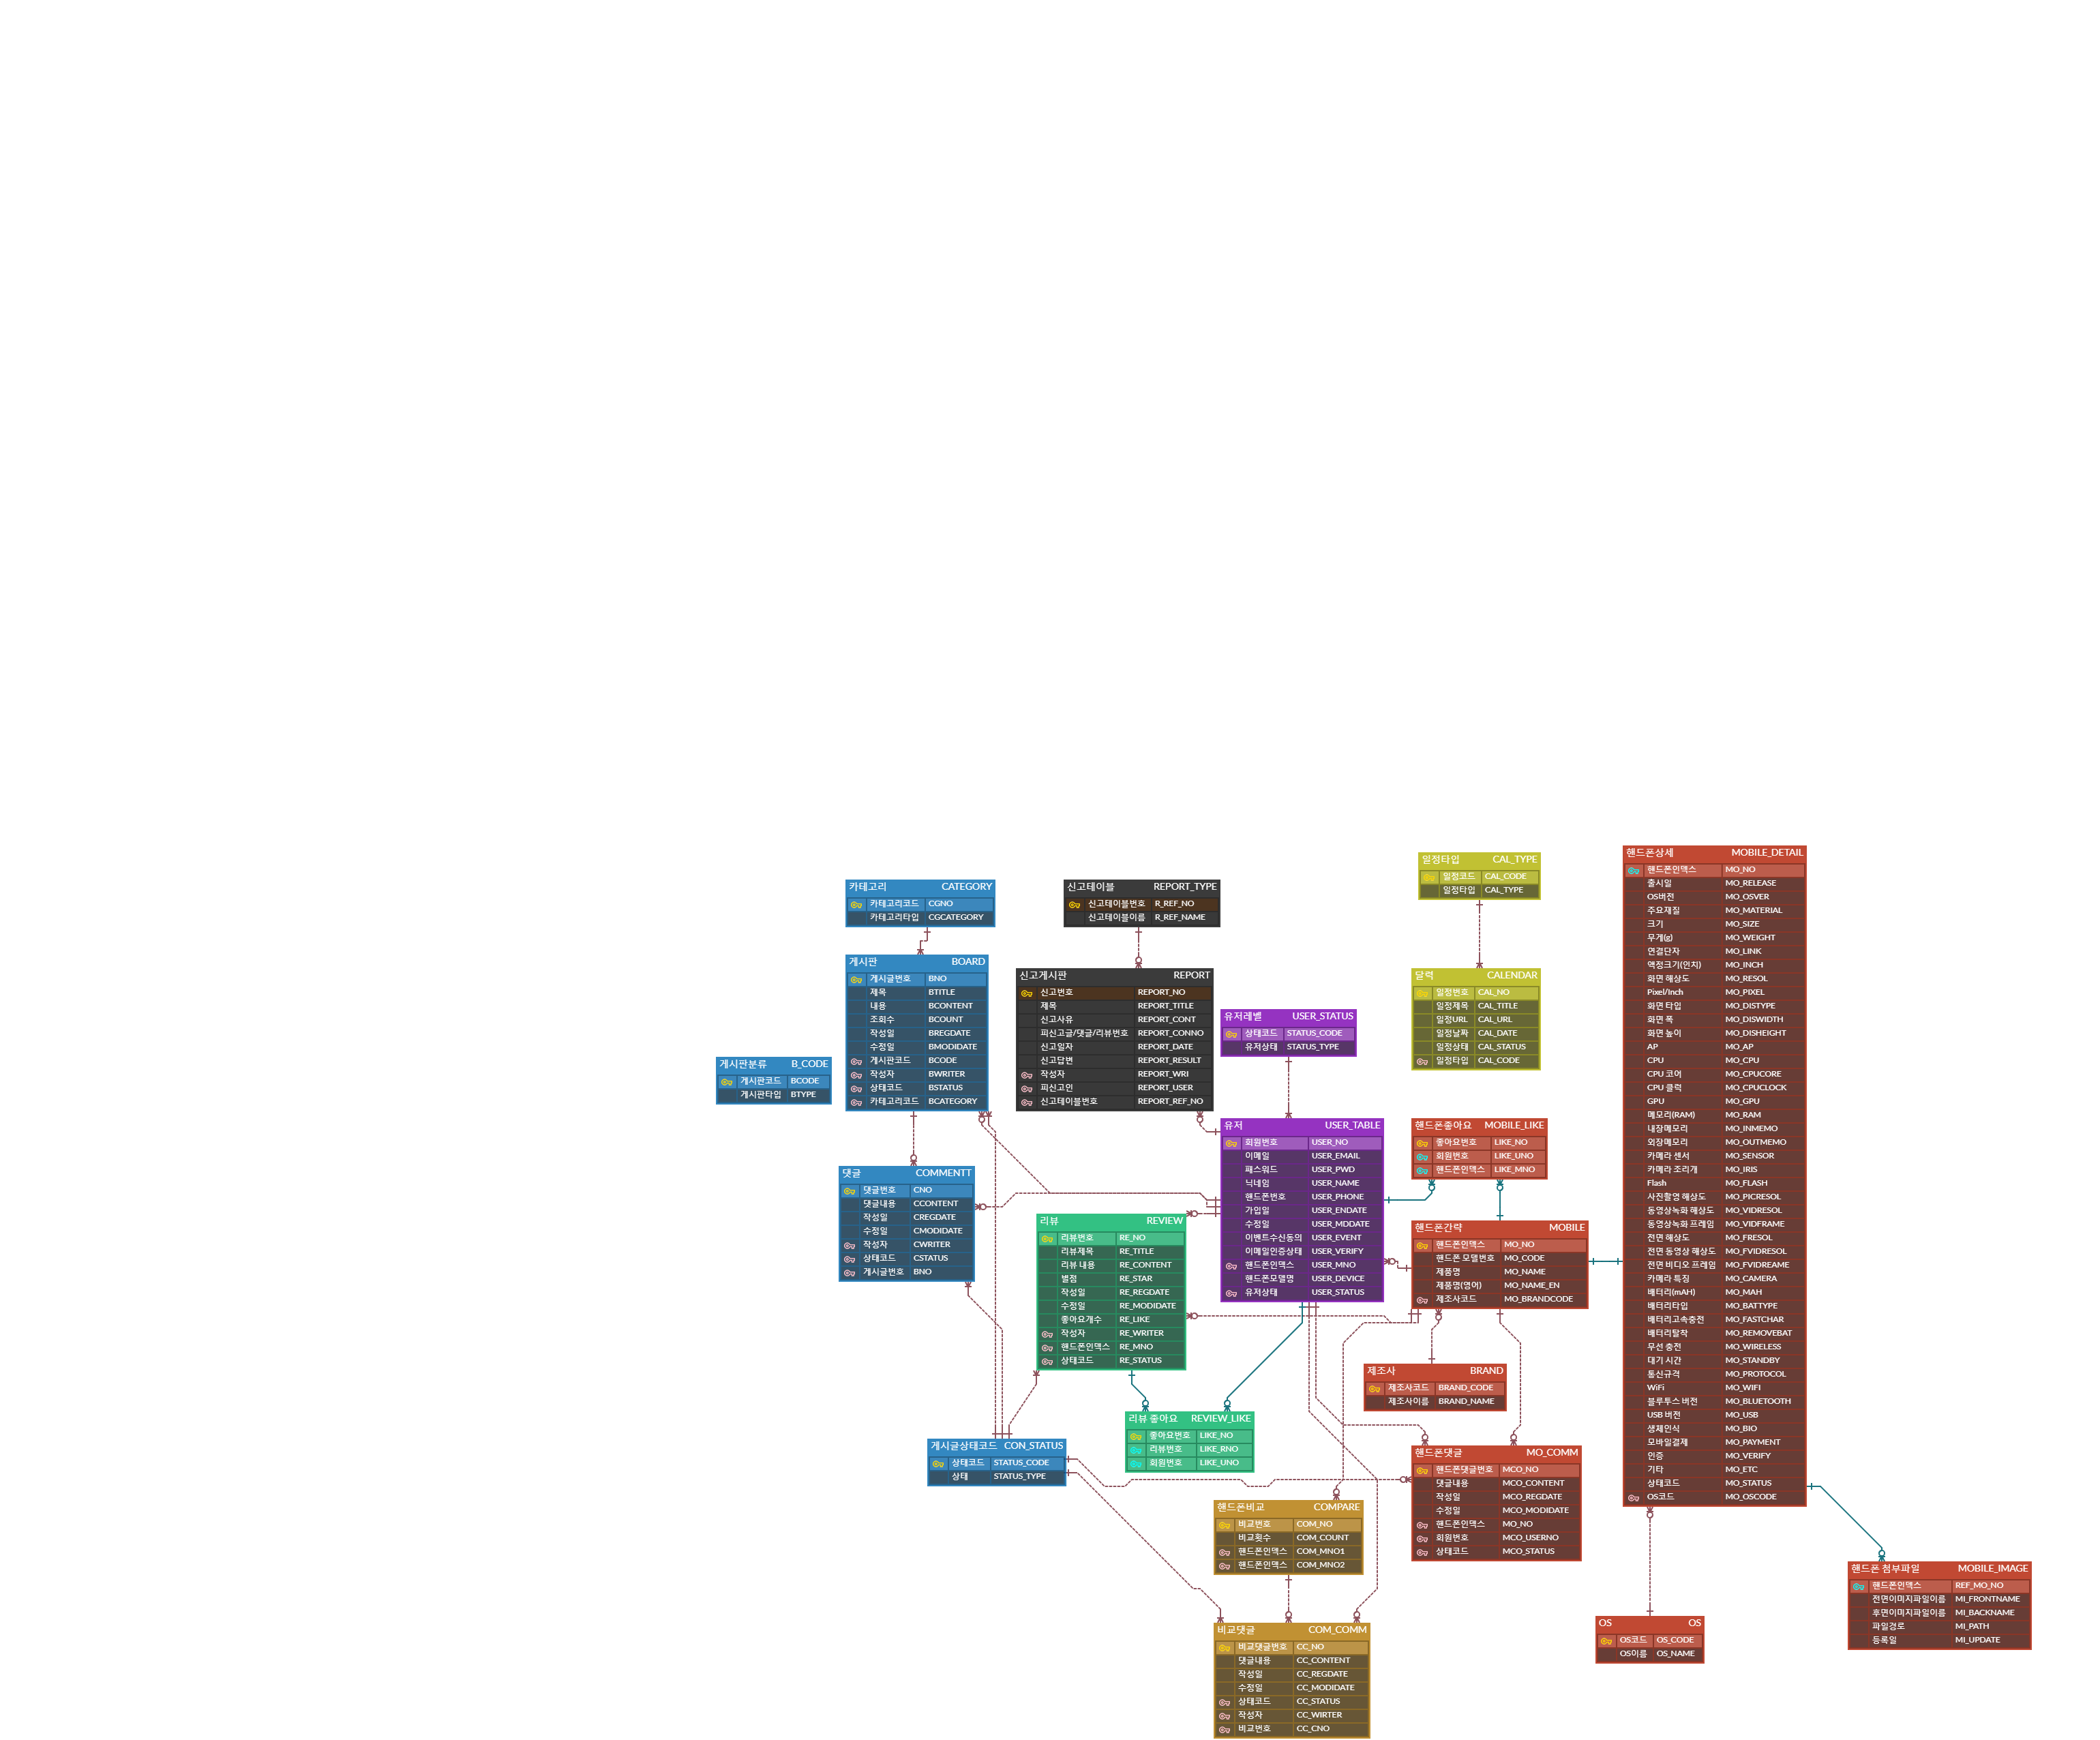 카테고리 CATEGORY
카테고리코드 CGNO
카테고리타입 CGCATEGORY
신고테이블 REPORT_TYPE
신고테이블번호 R_REF_NO
신고테이블이름 R_REF_NAME
일정타입 CAL_TYPE
일정코드 CAL_CODE
일정타입 CAL_TYPE
핸드폰상세 MOBILE_DETAIL
핸드폰인덱스 MO_NO
출시일 MO_RELEASE
OS버전 MO_OSVER
주요재질 MO_MATERIAL
크기 MO_SIZE
무게(g) MO_WEIGHT
연결단자 MO_LINK
액정크기(인치) MO_INCH
화면 해상도 MO_RESOL
Pixel/Inch MO_PIXEL
화면 타입 MO_DISTYPE
화면 폭 MO_DISWIDTH
화면 높이 MO_DISHEIGHT
AP MO_AP
CPU MO_CPU
CPU 코어 MO_CPUCORE
CPU 클럭 MO_CPUCLOCK
GPU MO_GPU
메모리(RAM) MO_RAM
내장메모리 MO_INMEMO
외장메모리 MO_OUTMEMO
카메라 센서 MO_SENSOR
카메라 조리개 MO_IRIS
Flash MO_FLASH
사진촬영 해상도 MO_PICRESOL
동영상녹화 해상도 MO_VIDRESOL
동영상녹화 프레임 MO_VIDFRAME
전면 해상도 MO_FRESOL
전면 동영상 해상도 MO_FVIDRESOL
전면 비디오 프레임 MO_FVIDREAME
카메라 특징 MO_CAMERA
배터리(mAH) MO_MAH
배터리타입 MO_BATTYPE
배터리고속충전 MO_FASTCHAR
배터리탈착 MO_REMOVEBAT
무선 충전 MO_WIRELESS
대기 시간 MO_STANDBY
통신규격 MO_PROTOCOL
WiFi MO_WIFI
블루투스 버전 MO_BLUETOOTH
USB 버전 MO_USB
생체인식 MO_BIO
모바일결제 MO_PAYMENT
인증 MO_VERIFY
기타 MO_ETC
상태코드 MO_STATUS
OS코드 MO_OSCODE
게시판 BOARD
게시글번호 BNO
제목 BTITLE
내용 BCONTENT
조회수 BCOUNT
작성일 BREGDATE
수정일 BMODIDATE
게시판코드 BCODE
작성자 BWRITER
상태코드 BSTATUS
카테고리코드 BCATEGORY
신고게시판 REPORT
신고번호 REPORT_NO
제목 REPORT_TITLE
신고사유 REPORT_CONT
피신고글/댓글/리뷰번호 REPORT_CONNO
신고일자 REPORT_DATE
신고답변 REPORT_RESULT
작성자 REPORT_WRI
피신고인 REPORT_USER
신고테이블번호 REPORT_REF_NO
달력 CALENDAR
일정번호 CAL_NO
일정제목 CAL_TITLE
일정URL CAL_URL
일정날짜 CAL_DATE
일정상태 CAL_STATUS
일정타입 CAL_CODE
유저레벨 USER_STATUS
상태코드 STATUS_CODE
유저상태 STATUS_TYPE
게시판분류 B_CODE
게시판코드 BCODE
게시판타입 BTYPE
유저 USER_TABLE
회원번호 USER_NO
이메일 USER_EMAIL
패스워드 USER_PWD
닉네임 USER_NAME
핸드폰번호 USER_PHONE
가입일 USER_ENDATE
수정일 USER_MDDATE
이벤트수신동의 USER_EVENT
이메일인증상태 USER_VERIFY
핸드폰인덱스 USER_MNO
핸드폰모델명 USER_DEVICE
유저상태 USER_STATUS
핸드폰좋아요 MOBILE_LIKE
좋아요번호 LIKE_NO
회원번호 LIKE_UNO
핸드폰인덱스 LIKE_MNO
댓글 COMMENTT
댓글번호 CNO
댓글내용 CCONTENT
작성일 CREGDATE
수정일 CMODIDATE
작성자 CWRITER
상태코드 CSTATUS
게시글번호 BNO
리뷰 REVIEW
리뷰번호 RE_NO
리뷰제목 RE_TITLE
리뷰 내용 RE_CONTENT
별점 RE_STAR
작성일 RE_REGDATE
수정일 RE_MODIDATE
좋아요개수 RE_LIKE
작성자 RE_WRITER
핸드폰인덱스 RE_MNO
상태코드 RE_STATUS
핸드폰간략 MOBILE
핸드폰인덱스 MO_NO
핸드폰 모델번호 MO_CODE
제품명 MO_NAME
제품명(영어) MO_NAME_EN
제조사코드 MO_BRANDCODE
제조사 BRAND
제조사코드 BRAND_CODE
제조사이름 BRAND_NAME
리뷰 좋아요 REVIEW_LIKE
좋아요번호 LIKE_NO
리뷰번호 LIKE_RNO
회원번호 LIKE_UNO
게시글상태코드 CON_STATUS
상태코드 STATUS_CODE
상태 STATUS_TYPE
핸드폰댓글 MO_COMM
핸드폰댓글번호 MCO_NO
댓글내용 MCO_CONTENT
작성일 MCO_REGDATE
수정일 MCO_MODIDATE
핸드폰인덱스 MO_NO
회원번호 MCO_USERNO
상태코드 MCO_STATUS
핸드폰비교 COMPARE
비교번호 COM_NO
비교횟수 COM_COUNT
핸드폰인덱스 COM_MNO1
핸드폰인덱스 COM_MNO2
핸드폰 첨부파일 MOBILE_IMAGE
핸드폰인덱스 REF_MO_NO
전면이미지파일이름 MI_FRONTNAME
후면이미지파일이름 MI_BACKNAME
파일경로 MI_PATH
등록일 MI_UPDATE
OS OS
OS코드 OS_CODE
OS이름 OS_NAME
비교댓글 COM_COMM
비교댓글번호 CC_NO
댓글내용 CC_CONTENT
작성일 CC_REGDATE
수정일 CC_MODIDATE
상태코드 CC_STATUS
작성자 CC_WIRTER
비교번호 CC_CNO